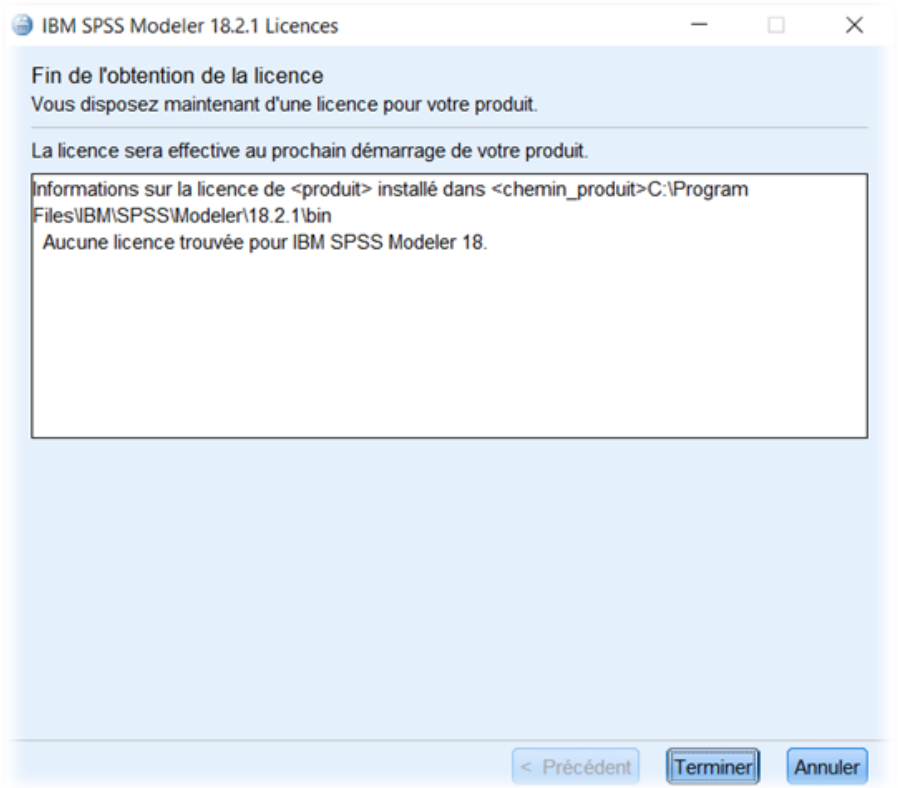 IBM SPSS Modeler 18.2.1 Licences
Fin de l'obtention de la licence
Vous disposez maintenant d'une licence pour votre produit.
La licence sera effective au prochain démarrage de votre produit.
Informations sur la licence de <produit> installé dans <chemin_produit>C:\Program
Files\IBM\SPSS\Modeler\18.2.1\bin
Aucune licence trouvée pour IBM SPSS Modeler 18.
< Précédent Terminer Annuler